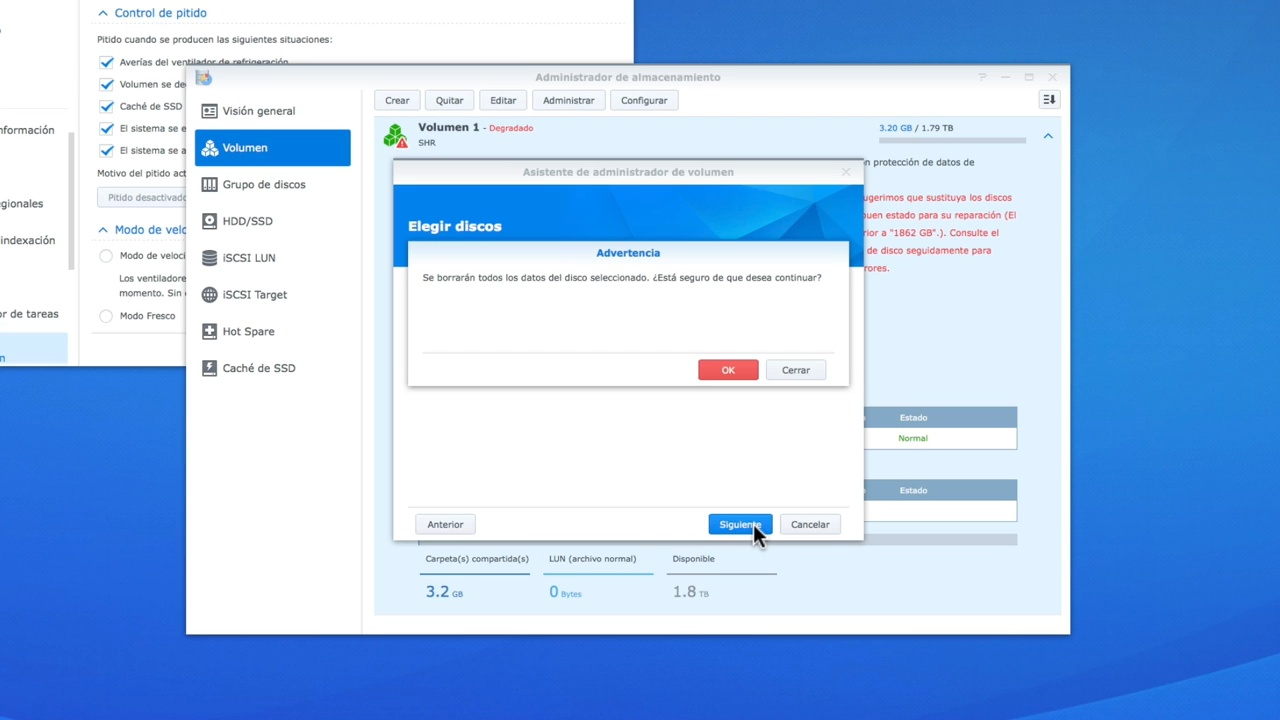 Control de pitido
Pitido cuando se producen las siguientes situaciones:
Averías del ventilador de refrigeración
Volumen se de
Caché de SSD
El sistema se e
El sistema se a
Motivo del pitido act
Pitido desactivado
Modo de velo
Modo de veloci
Los ventiladore
momento. Sin
Modo Fresco
nformación
gionales
indexación
or de tareas
n
Administrador de almacenamiento
Visión general
Volumen
Grupo de discos
HDD/SSD
iSCSI LUN
iSCSI Target
Hot Spare
Caché de SSD
Crear
Quitar
Editar
Administrar
Configurar
Volumen 1 - Degradado
SHR
3.20 GB / 1.79 TB
n protección de datos de
ugerimos que sustituya los discos
uen estado para su reparación (El
rior a "1862 GB".). Consulte el
de disco seguidamente para
rores.
Asistente de administrador de volumen
Elegir discos
Advertencia
Se borrarán todos los datos del disco seleccionado. ¿Está seguro de que desea continuar?
OK
Cerrar
Estado
Normal
Estado
Anterior
Siguiente
Cancelar
Carpeta(s) compartida(s)
LUN (archivo normal)
Disponible
3.2 GB
0 Bytes
1.8 TB